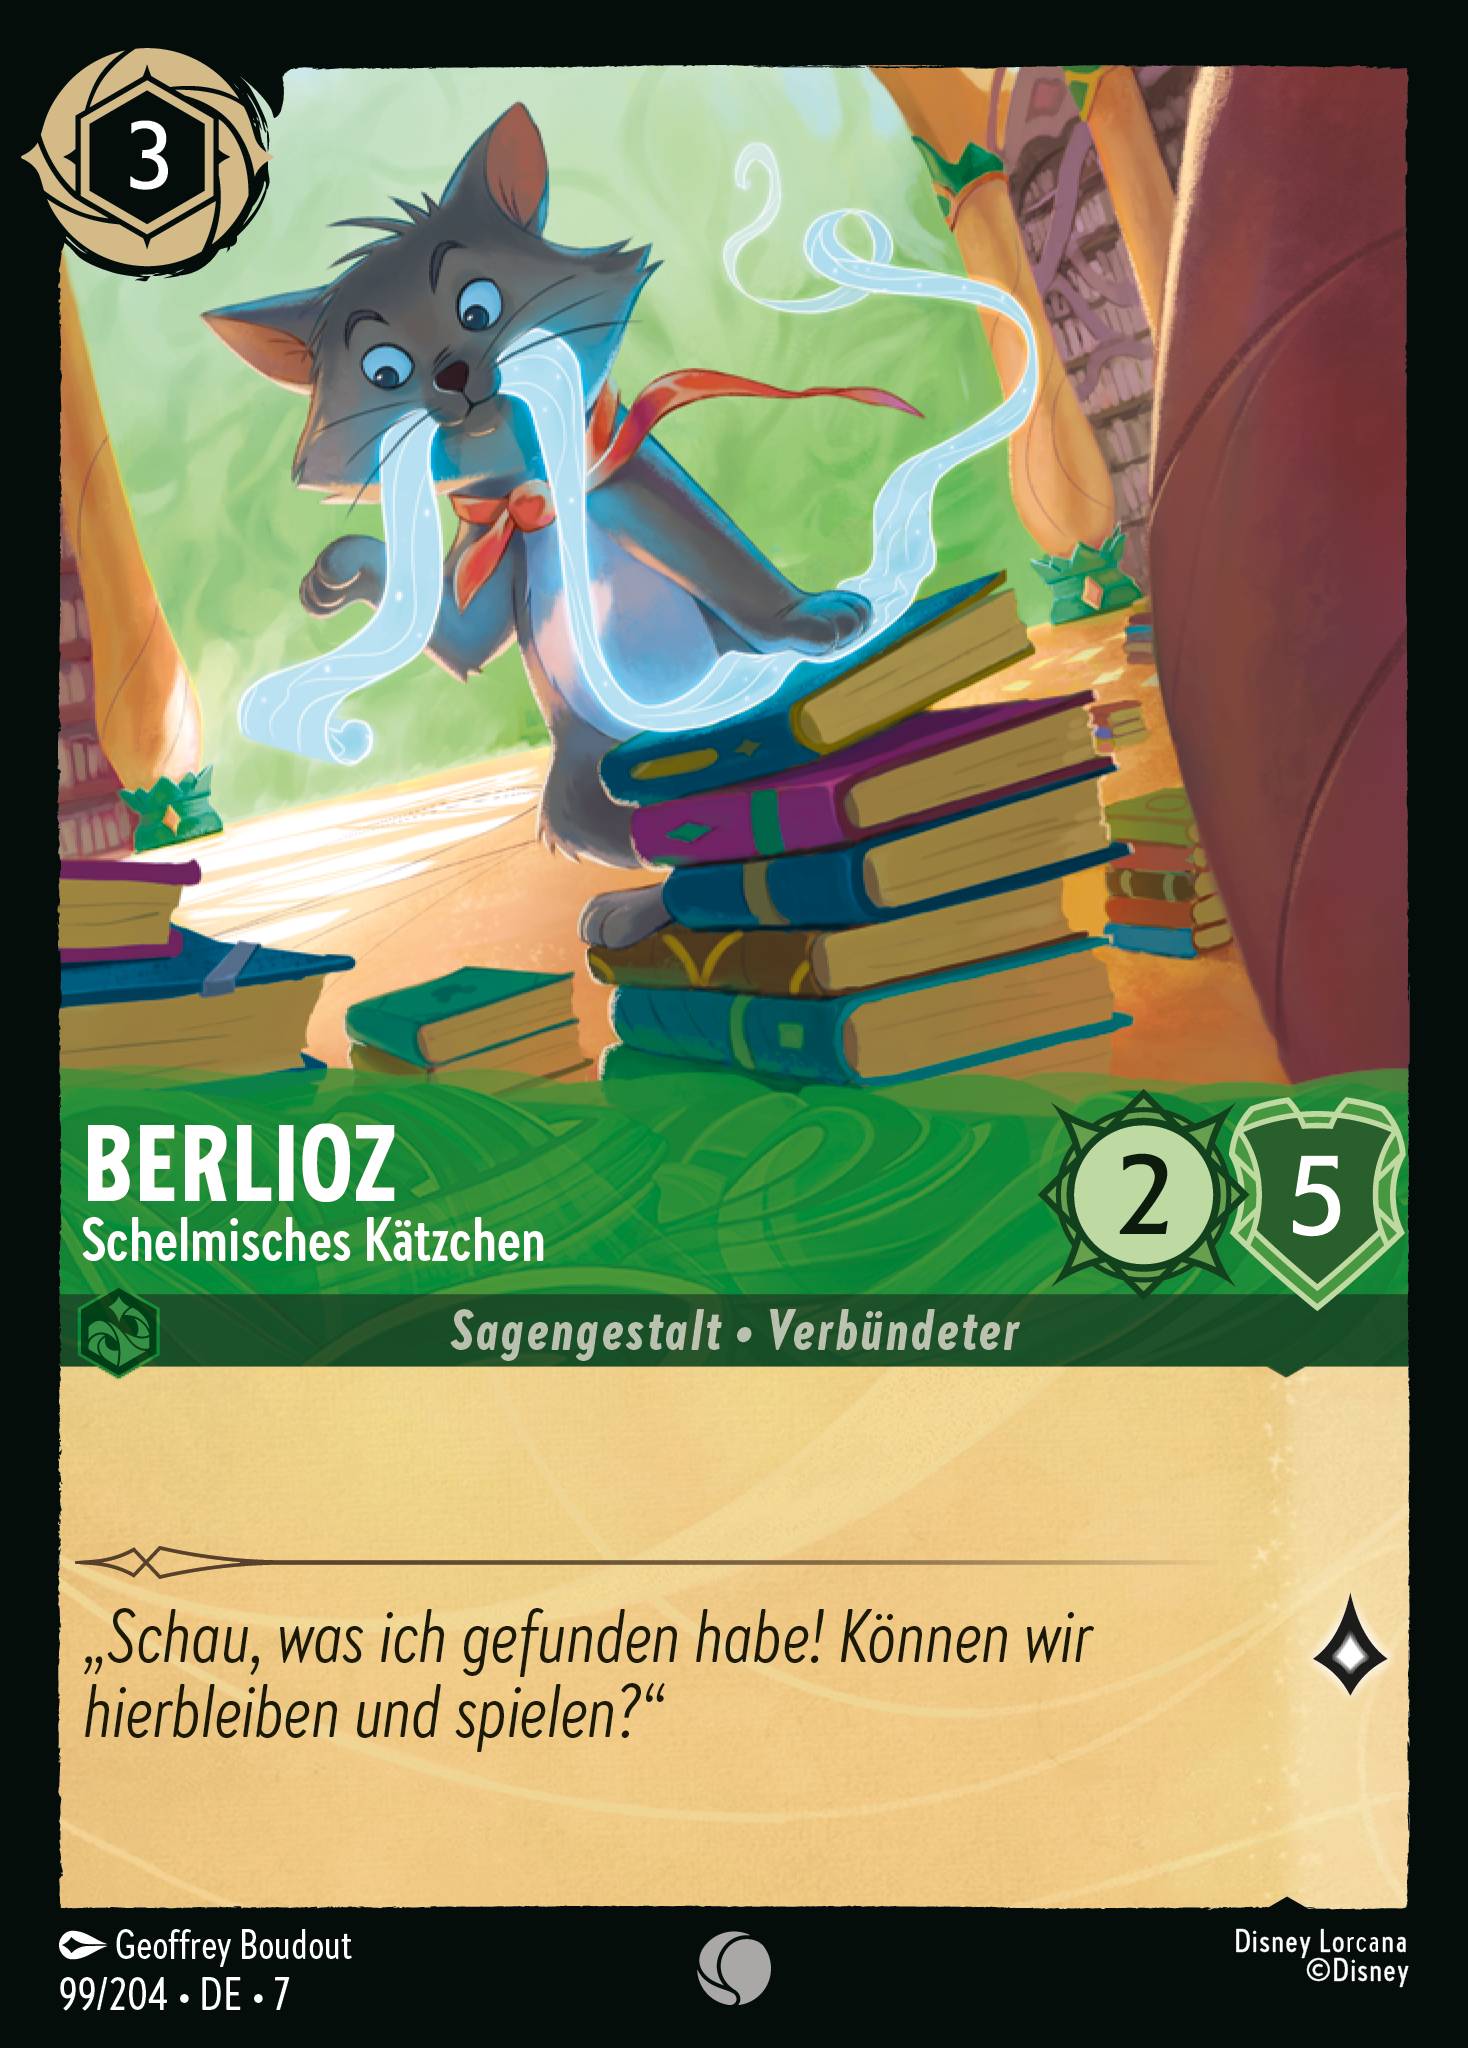 3
BERLIOZ
Schelmisches Kätzchen
2
5
Sagengestalt • Verbündeter
„Schau, was ich gefunden habe! Können wir
hierbleiben und spielen?“
Geoffrey Boudout
99/204 • DE • 7
Disney Lorcana
©Disney